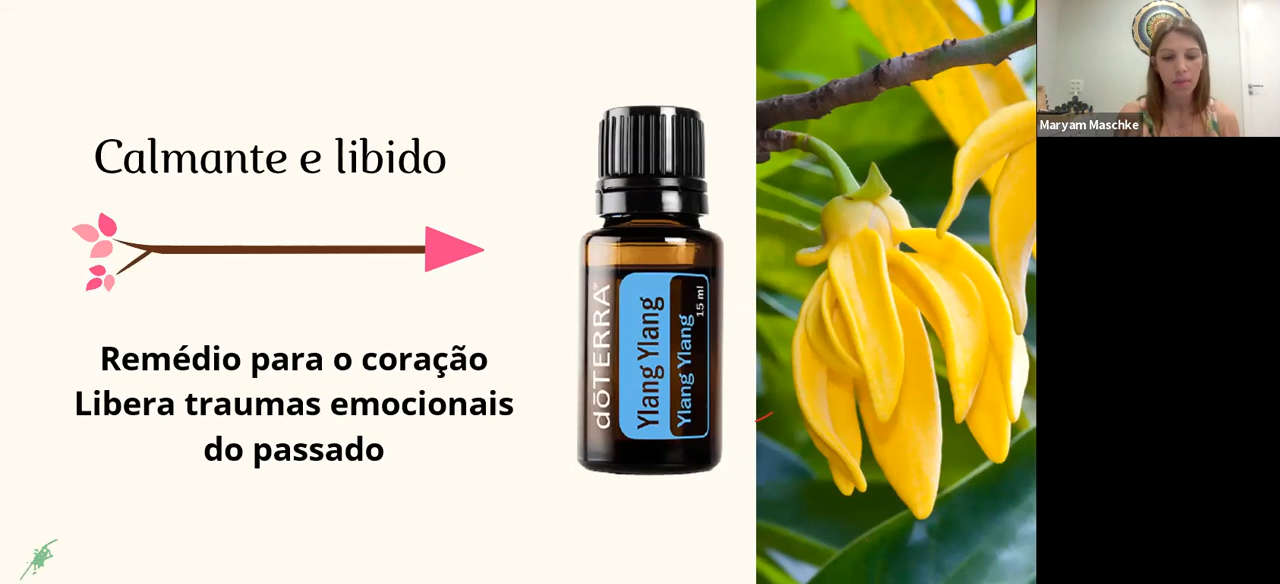 Calmante e libido
Remédio para o coração
Libera traumas emocionais
do passado
dōTERRA®
Ylang Ylang
Ylang Ylang
15 ml
Maryam Maschke